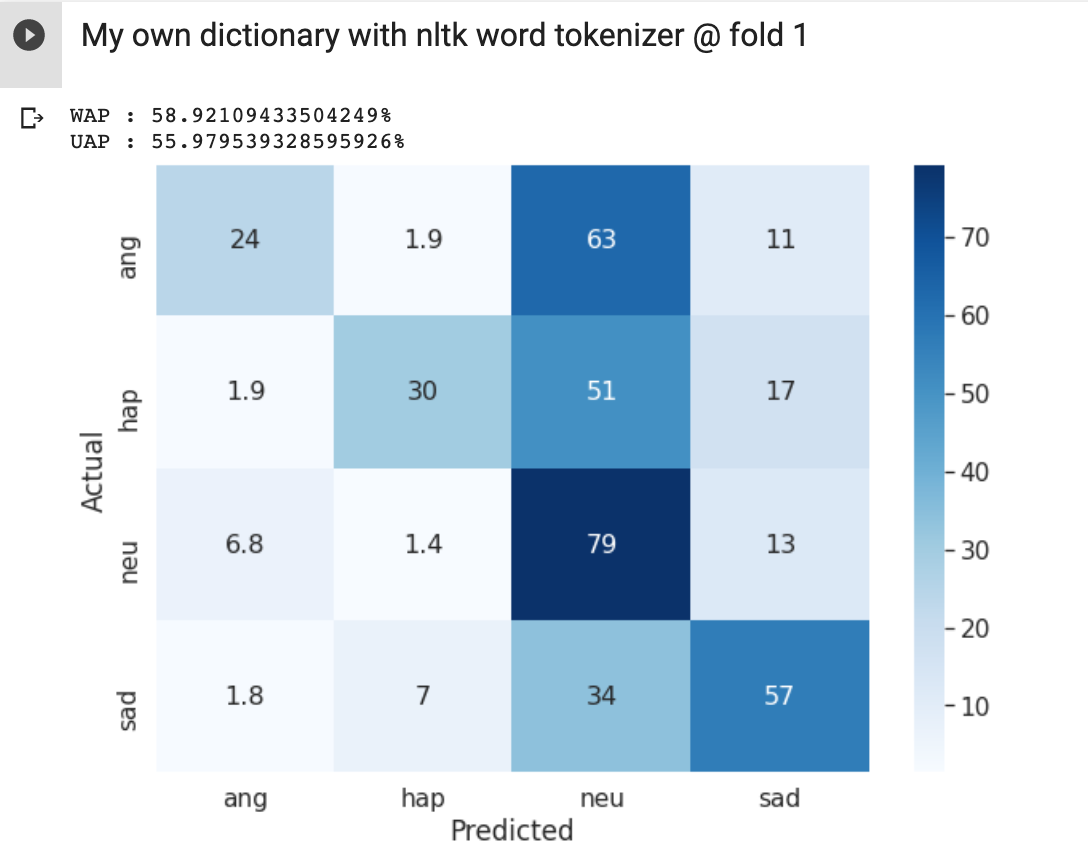 My own dictionary with nltk word tokenizer @ fold 1
WAP : 58.92109433504249%
UAP : 55.979539328595926%
ang 24 1.9 63 11
hap 1.9 30 51 17
neu 6.8 1.4 79 13
sad 1.8 7 34 57
Actual
ang hap neu sad
Predicted
70
60
50
40
30
20
10